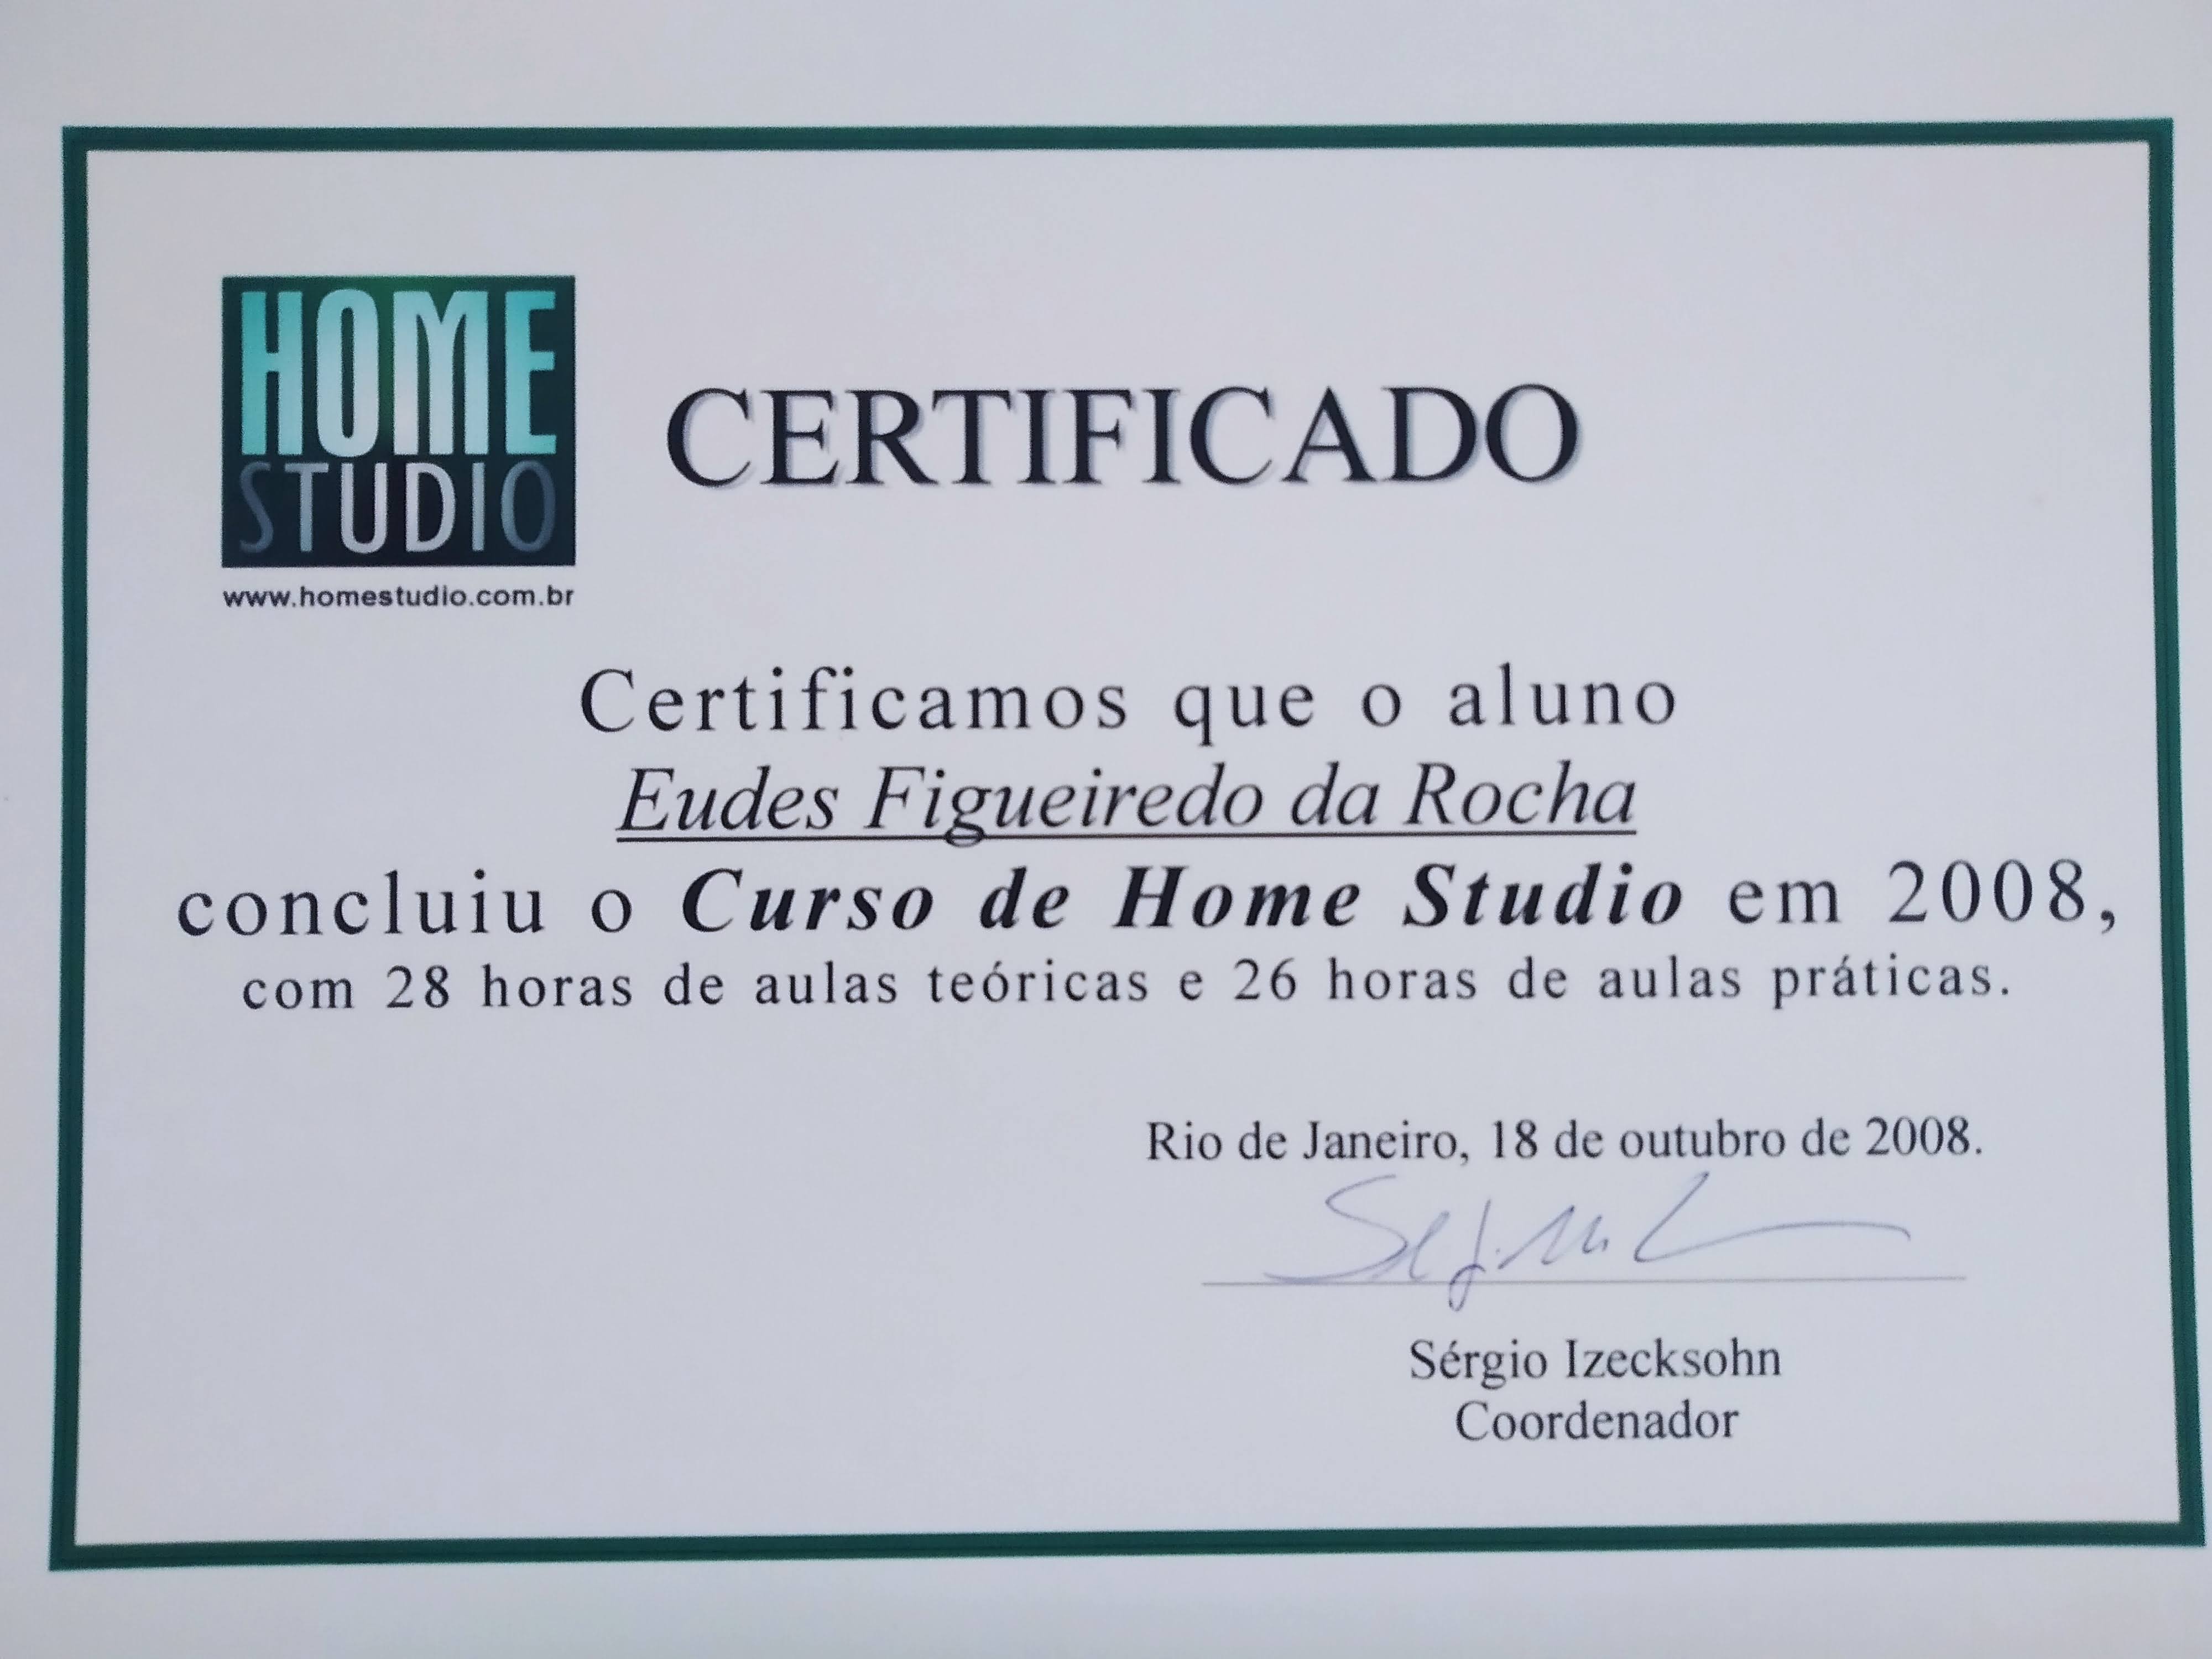 HOME
STUDIO
www.homestudio.com.br
CERTIFICADO
Certificamos que o aluno
Eudes Figueiredo da Rocha
concluiu o Curso de Home Studio em 2008,
com 28 horas de aulas teóricas e 26 horas de aulas práticas.
Rio de Janeiro, 18 de outubro de 2008.
Sérgio Izecksohn
Coordenador